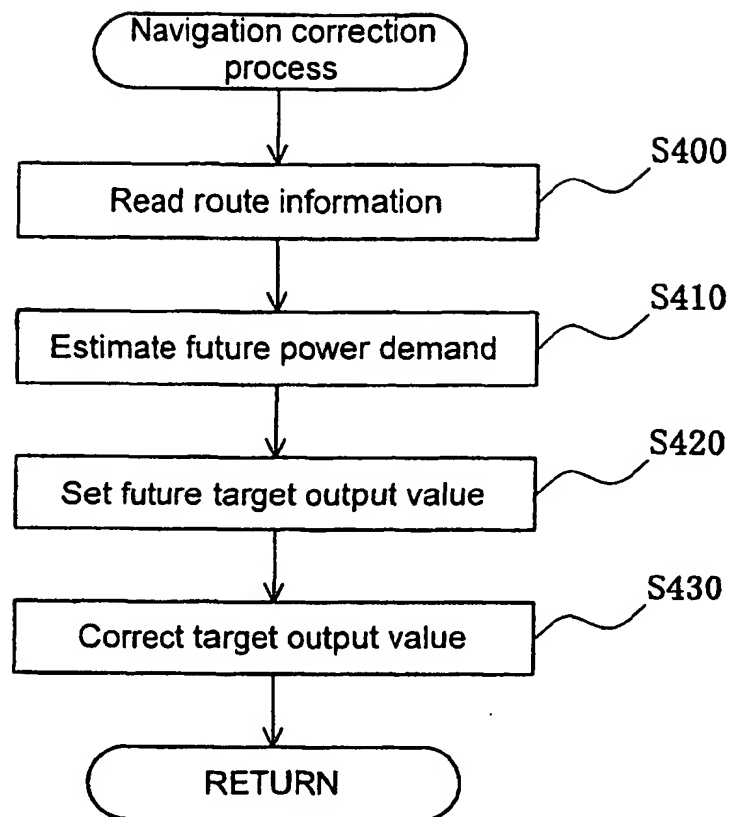 Navigation correction
process
S400
Read route information
S410
Estimate future power demand
S420
Set future target output value
S430
Correct target output value
RETURN